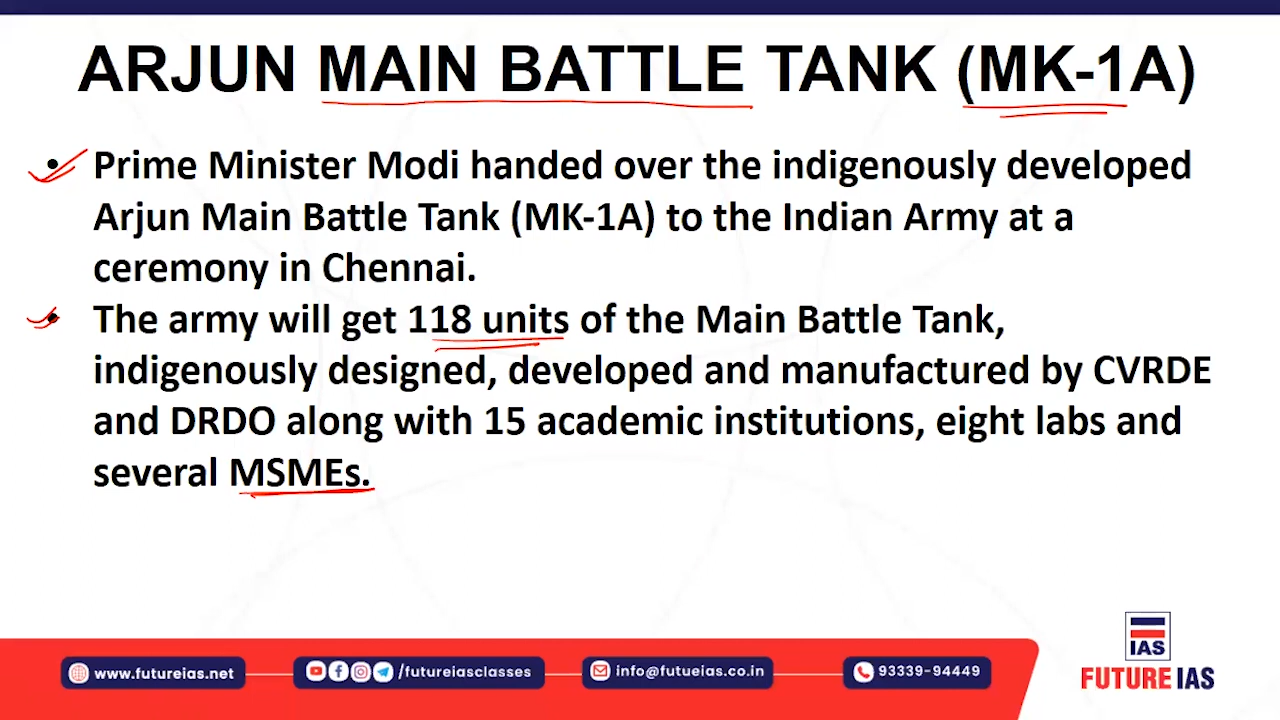 ARJUN MAIN BATTLE TANK (MK-1A)
• Prime Minister Modi handed over the indigenously developed
Arjun Main Battle Tank (MK-1A) to the Indian Army at a
ceremony in Chennai.
• The army will get 118 units of the Main Battle Tank,
indigenously designed, developed and manufactured by CVRDE
and DRDO along with 15 academic institutions, eight labs and
several MSMEs.
www.futureias.net
/futureiasclasses
info@futueias.co.in
93339-94449
IAS
FUTURE IAS